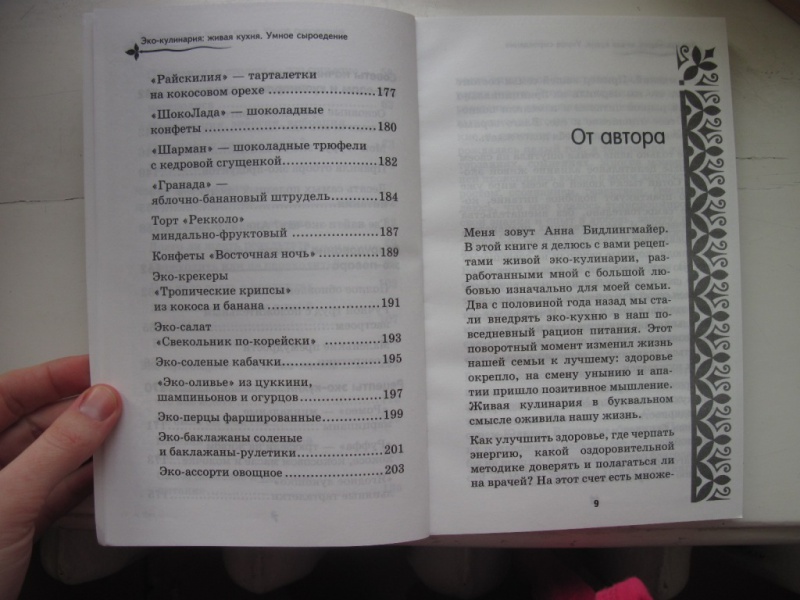 Эко-кулинария: живая кухня. Умное сыроедение
«Райскилия» — тарталетки
на кокосовом орехе ........................177
«ШокоЛада» — шоколадные
конфеты ........................180
«Шарман» — шоколадные трюфели
с кедровой сгущенкой........................182
«Гранада» —
яблочно-банановый штрудель...........184
Торт «Рекколо»
миндально-фруктовый ........................187
Конфеты «Восточная ночь» ...........189
Эко-крекеры
«Тропические крипсы»
из кокоса и банана ........................191
Эко-салат
«Свекольник по-корейски» ...........193
Эко-соленые кабачки........................195
«Эко-оливье» из цуккини,
шампиньонов и огурцов...........197
Эко-перцы фаршированные...........199
Эко-баклажаны соленые
и баклажаны-рулетики...........201
Эко-ассорти овощное ...........203
От автора
Меня зовут Анна Бидлингмайер.
В этой книге я делюсь с вами рецеп-
тами живой эко-кулинарии, раз-
работанными мной с большой лю-
бовью изначально для моей семьи.
Два с половиной года назад мы ста-
ли внедрять эко-кухню в наш по-
вседневный рацион питания. Этот
поворотный момент изменил жизнь
нашей семьи к лучшему: здоровье
окрепло, на смену унынию и апа-
тии пришло позитивное мышление.
Живая кулинария в буквальном
смысле оживила нашу жизнь.
Как улучшить здоровье, где черпать
энергию, какой оздоровительной
методике доверять и полагаться ли
на врачей? На этот счет есть множе-
9